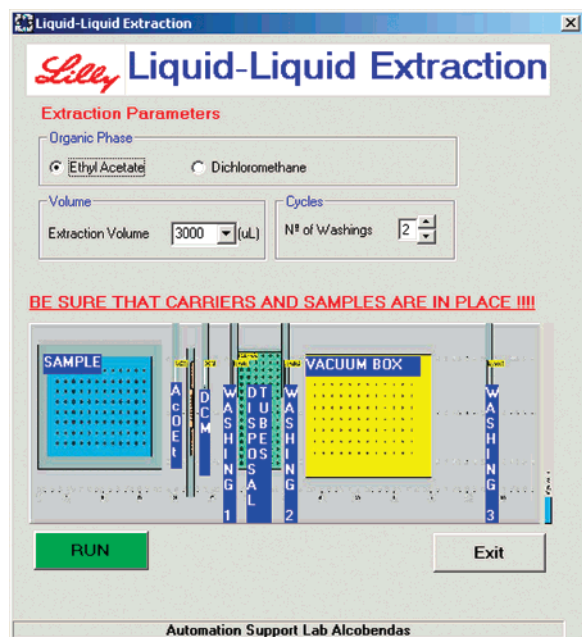 Liquid-Liquid Extraction
Lilly Liquid-Liquid Extraction
Extraction Parameters
Organic Phase
Ethyl Acetate Dichloromethane
Volume Cycles
Extraction Volume 3000 (uL) Nº of Washings 2
BE SURE THAT CARRIERS AND SAMPLES ARE IN PLACE !!!!
SAMPLE
AcOEt
DCM
WASHING 1
DISPOSAL TUBES
WASHING 2
VACUUM BOX
WASHING 3
RUN Exit
Automation Support Lab Alcobendas